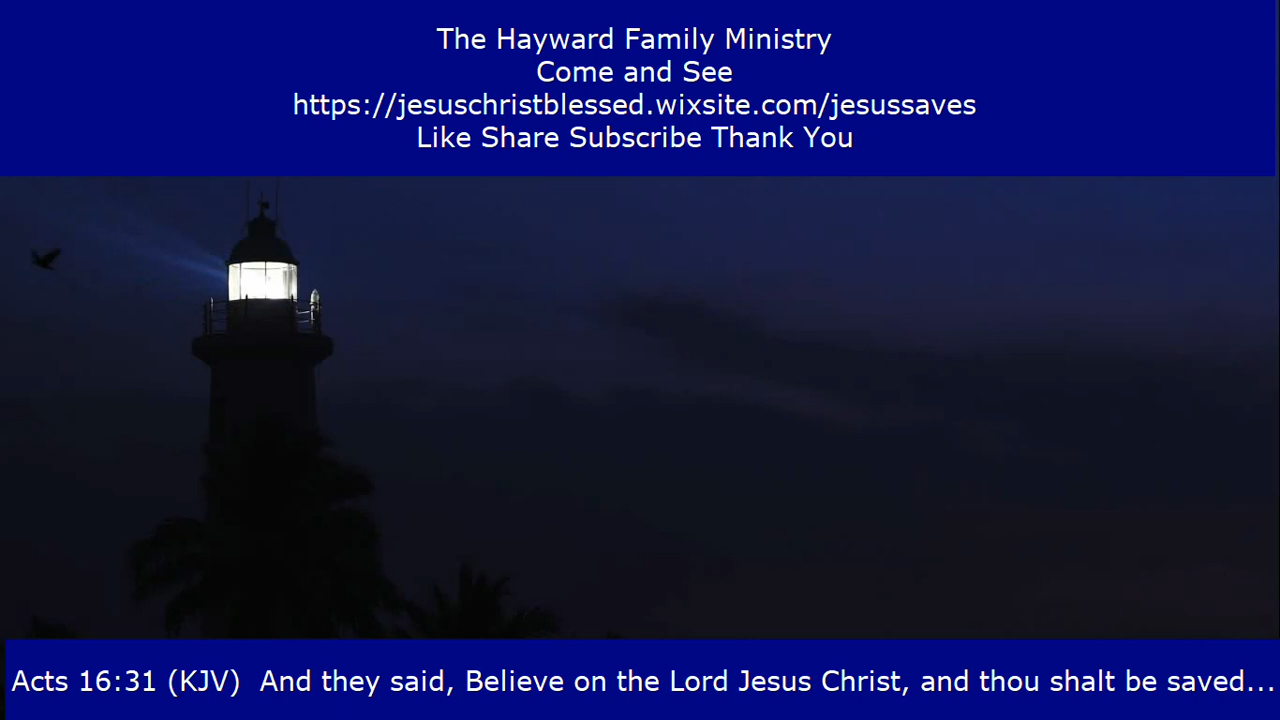 The Hayward Family Ministry
Come and See
https://jesuschristblessed.wixsite.com/jesussaves
Like Share Subscribe Thank You
Acts 16:31 (KJV)  And they said, Believe on the Lord Jesus Christ, and thou shalt be saved...